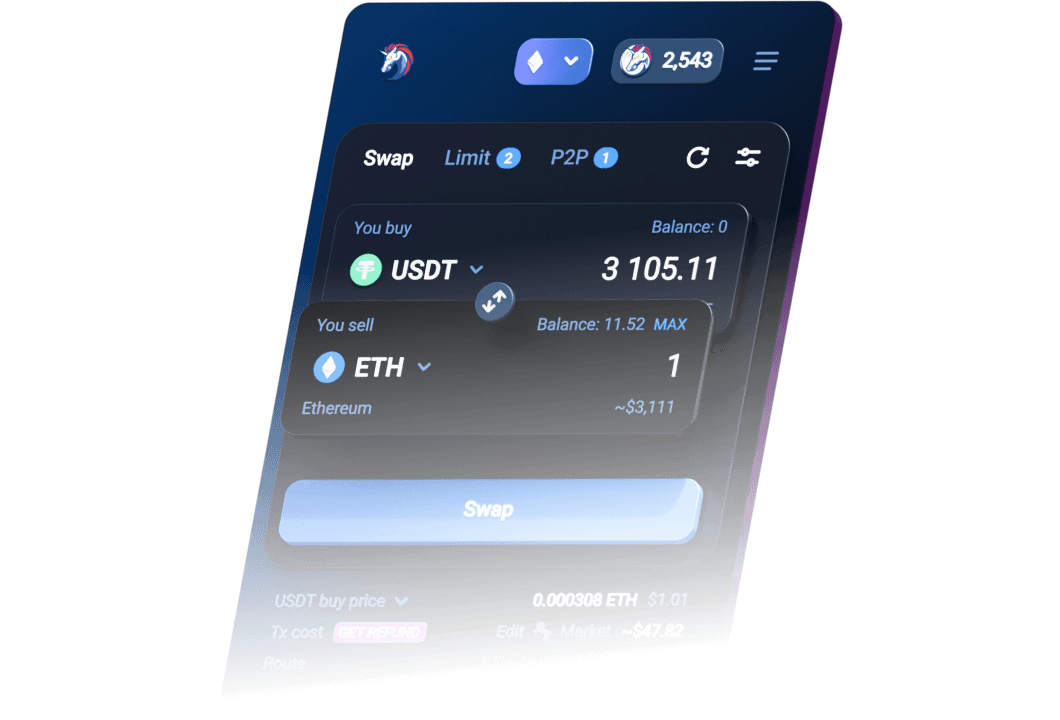 2,543
Swap Limit 2 P2P 1
You buy Balance: 0
USDT 3 105.11
You sell Balance: 11.52 MAX
ETH 1
Ethereum ~$3,111
Swap
USDT buy price 0.000308 ETH $1.01
Tx cost GET REFUND Edit Market ~$47.82
Route